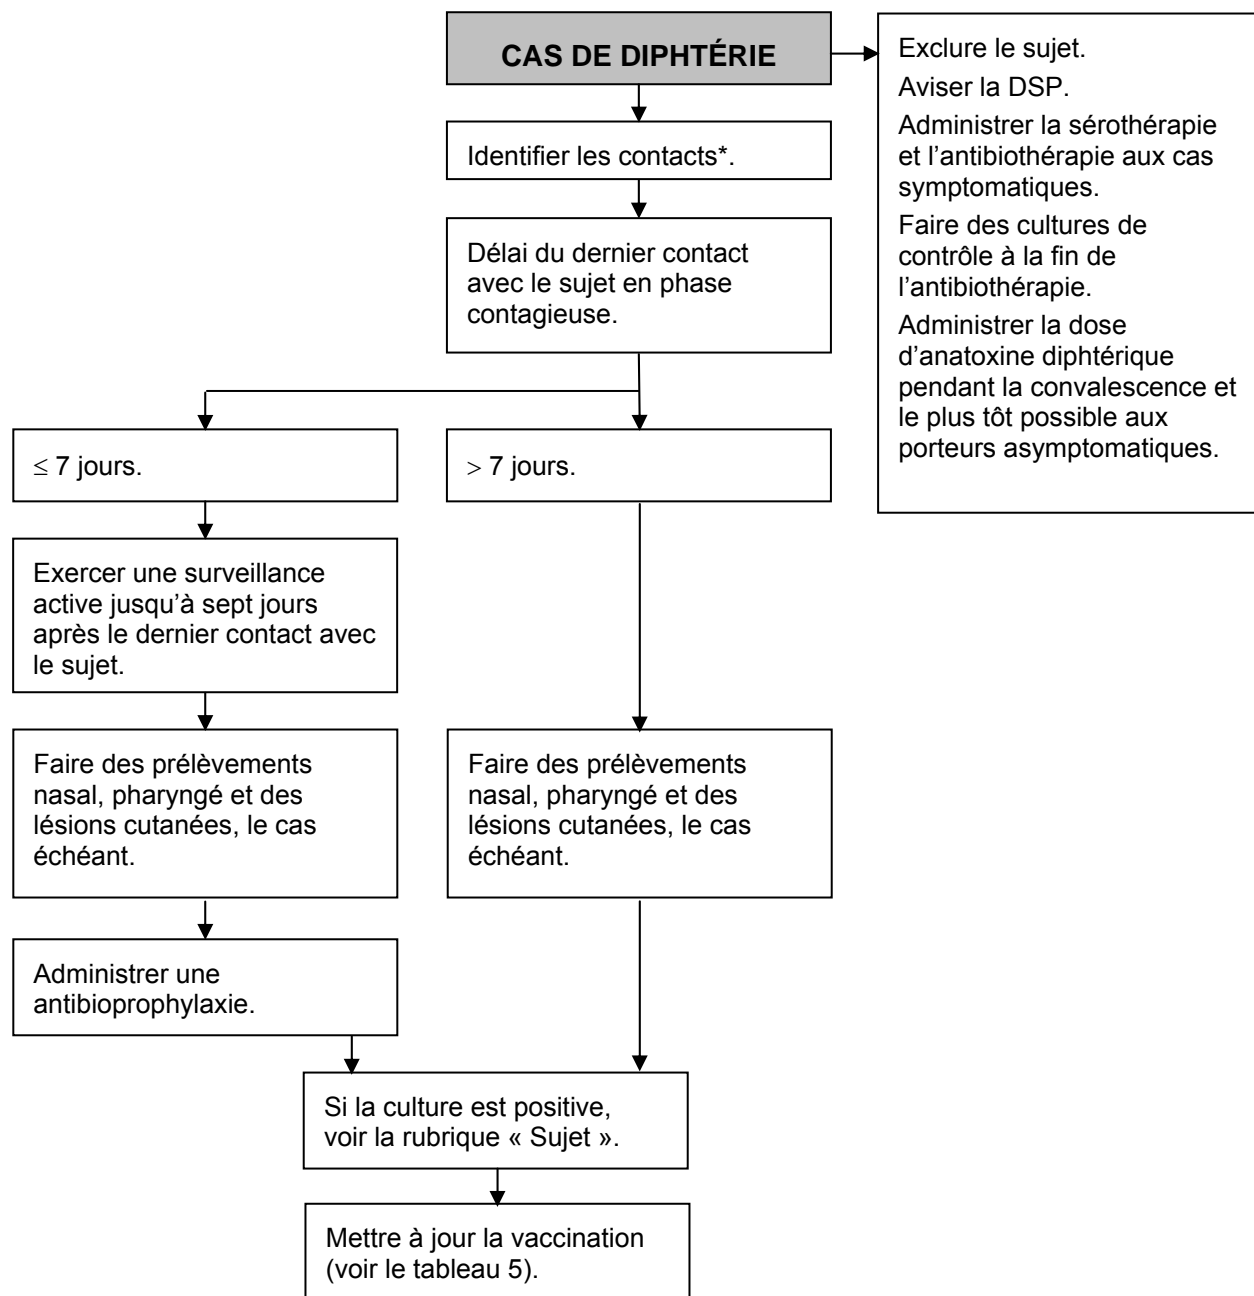 CAS DE DIPHTÉRIE
Exclure le sujet.
Aviser la DSP.
Administrer la sérothérapie
et l’antibiothérapie aux cas
symptomatiques.
Faire des cultures de
contrôle à la fin de
l’antibiothérapie.
Administrer la dose
d’anatoxine diphtérique
pendant la convalescence et
le plus tôt possible aux
porteurs asymptomatiques.
Identifier les contacts*.
Délai du dernier contact
avec le sujet en phase
contagieuse.
≤ 7 jours.
> 7 jours.
Exercer une surveillance
active jusqu’à sept jours
après le dernier contact avec
le sujet.
Faire des prélèvements
nasal, pharyngé et des
lésions cutanées, le cas
échéant.
Faire des prélèvements
nasal, pharyngé et des
lésions cutanées, le cas
échéant.
Administrer une
antibioprophylaxie.
Si la culture est positive,
voir la rubrique « Sujet ».
Mettre à jour la vaccination
(voir le tableau 5).